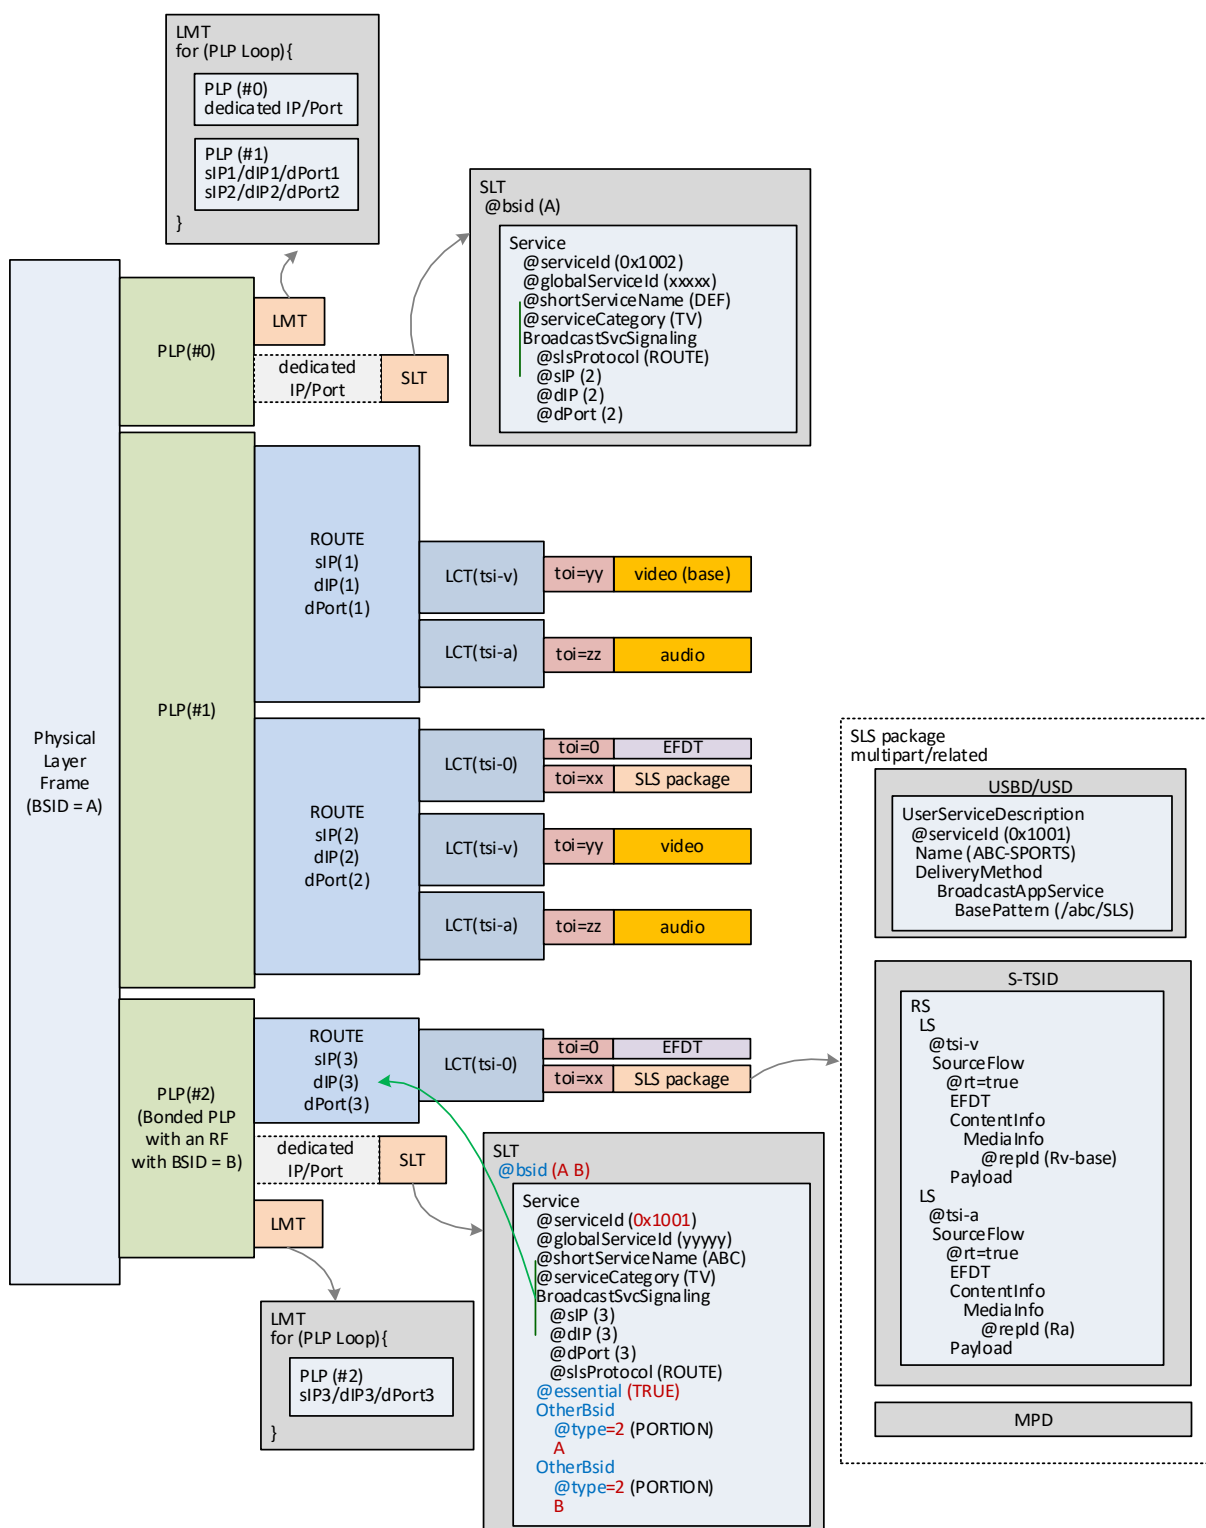 LMT
for (PLP Loop){
PLP (#0)
dedicated IP/Port
PLP (#1)
sIP1/dIP1/dPort1
sIP2/dIP2/dPort2
}
SLT
@bsid (A)
Service
@serviceId (0x1002)
@globalServiceId (xxxxx)
@shortServiceName (DEF)
@serviceCategory (TV)
BroadcastSvcSignaling
@slsProtocol (ROUTE)
@sIP (2)
@dIP (2)
@dPort (2)
Physical
Layer
Frame
(BSID = A)
PLP(#0)
LMT
dedicated
IP/Port
SLT
PLP(#1)
ROUTE
sIP(1)
dIP(1)
dPort(1)
LCT(tsi-v)
toi=yy
video (base)
LCT(tsi-a)
toi=zz
audio
ROUTE
sIP(2)
dIP(2)
dPort(2)
LCT(tsi-0)
toi=0
EFDT
toi=xx
SLS package
LCT(tsi-v)
toi=yy
video
LCT(tsi-a)
toi=zz
audio
PLP(#2)
(Bonded PLP
with an RF
with BSID = B)
ROUTE
sIP(3)
dIP(3)
dPort(3)
LCT(tsi-0)
toi=0
EFDT
toi=xx
SLS package
dedicated
IP/Port
SLT
LMT
LMT
for (PLP Loop){
PLP (#2)
sIP3/dIP3/dPort3
}
SLT
@bsid (A B)
Service
@serviceId (0x1001)
@globalServiceId (yyyyy)
@shortServiceName (ABC)
@serviceCategory (TV)
BroadcastSvcSignaling
@sIP (3)
@dIP (3)
@dPort (3)
@slsProtocol (ROUTE)
@essential (TRUE)
OtherBsid
@type=2 (PORTION)
A
OtherBsid
@type=2 (PORTION)
B
SLS package
multipart/related
USBD/USD
UserServiceDescription
@serviceId (0x1001)
Name (ABC-SPORTS)
DeliveryMethod
BroadcastAppService
BasePattern (/abc/SLS)
S-TSID
RS
LS
@tsi-v
SourceFlow
@rt=true
EFDT
ContentInfo
MediaInfo
@repId (Rv-base)
Payload
LS
@tsi-a
SourceFlow
@rt=true
EFDT
ContentInfo
MediaInfo
@repId (Ra)
Payload
MPD